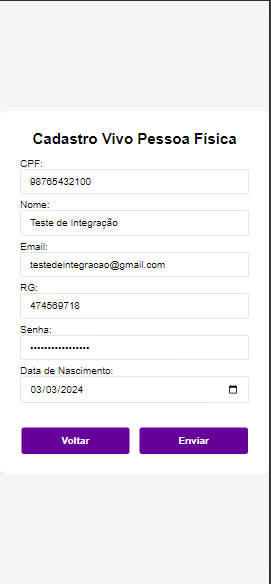 Cadastro Vivo Pessoa Física
CPF:
98765432100
Nome:
Teste de Integração
Email:
testedeintegracao@gmail.com
RG:
474569718
Senha:
•••••••••••••••••
Data de Nascimento:
03/03/2024
Voltar Enviar